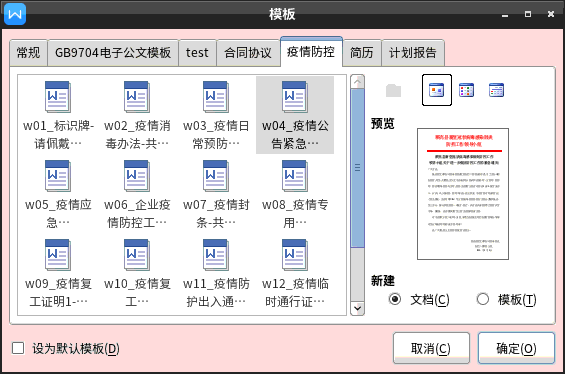 模板
常规
GB9704电子公文模板
test
合同协议
疫情防控
简历
计划报告
w01_标识牌-
请佩戴…
w02_疫情消
毒办法-共…
w03_疫情日
常预防…
w04_疫情公
告紧急…
w05_疫情应
急…
w06_企业疫
情防控工…
w07_疫情封
条-共…
w08_疫情专
用…
w09_疫情复
工证明1-…
w10_疫情复
工…
w11_疫情防
护出入通…
w12_疫情临
时通行证…
预览
新建
文档(C)
模板(T)
设为默认模板(D)
取消(C)
确定(O)